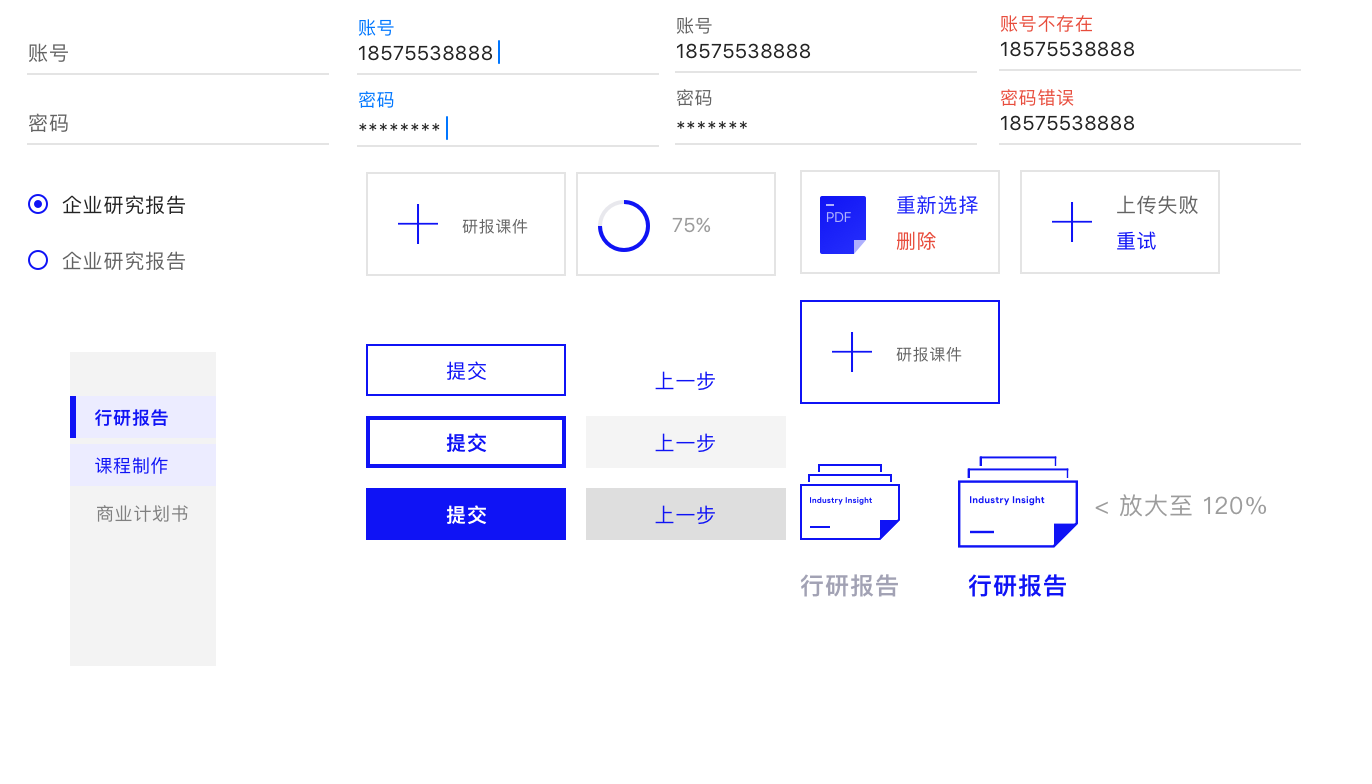 账号
密码
账号
18575538888
密码
********
账号
18575538888
密码
*******
账号不存在
18575538888
密码错误
18575538888
企业研究报告
企业研究报告
研报课件
75%
PDF
重新选择
删除
上传失败
重试
研报课件
行研报告
课程制作
商业计划书
提交
提交
提交
上一步
上一步
上一步
Industry Insight
行研报告
Industry Insight
行研报告
< 放大至 120%